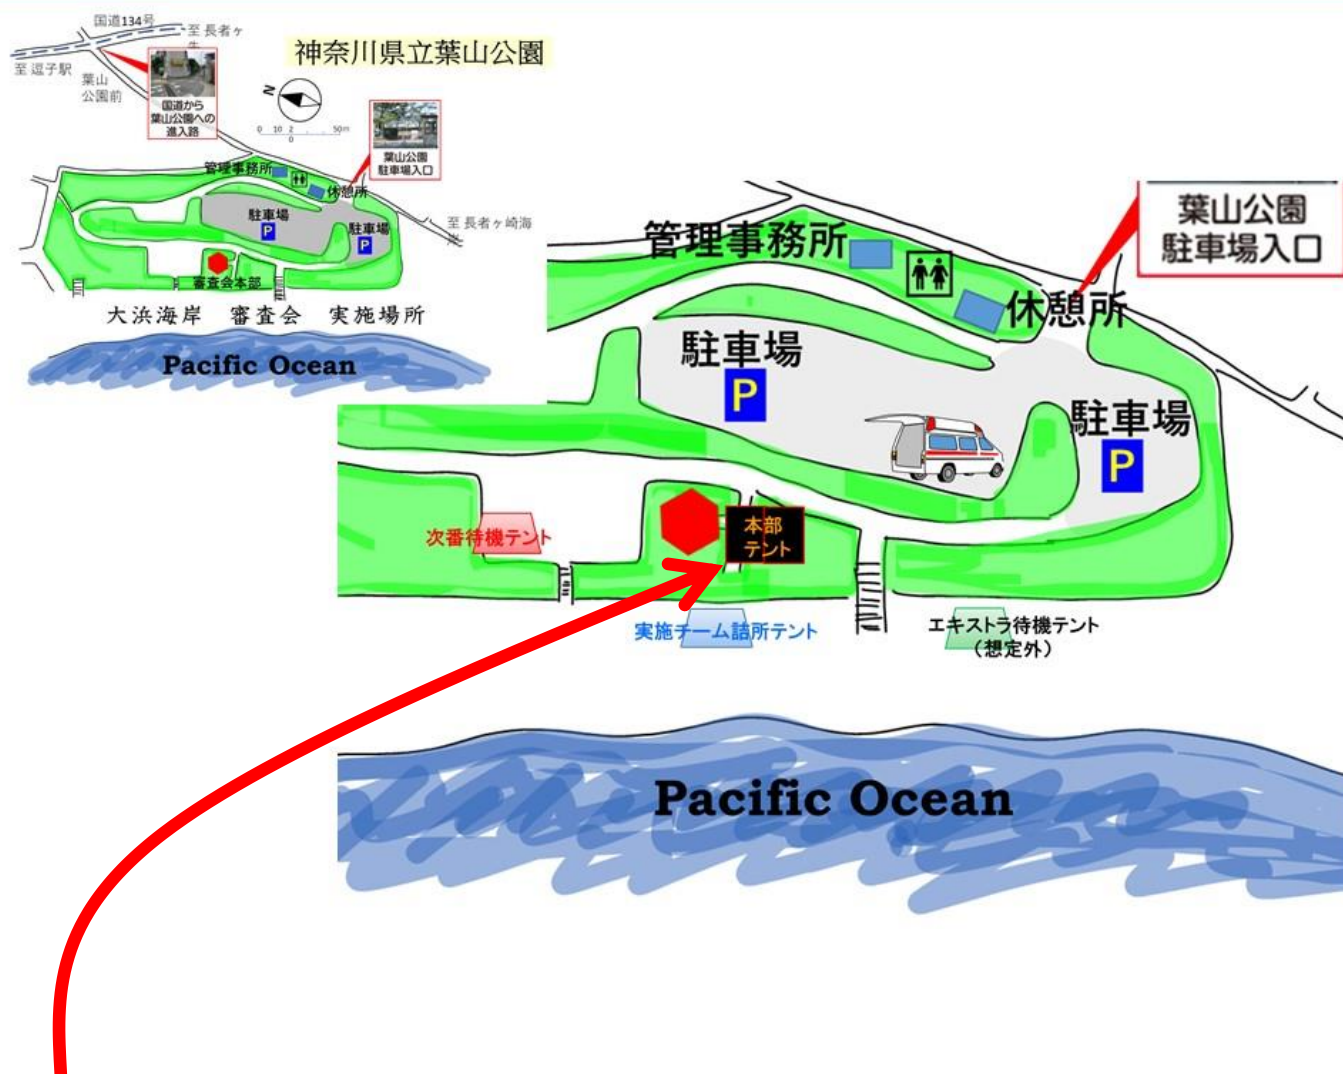 国道134号
至 長者ヶ
至 逗子駅
葉山
公園前
国道から
葉山公園への
進入路
神奈川県立葉山公園
N
0 10 2
0
50m
葉山公園
駐車場入口
管理事務所
休憩所
駐車場
P
駐車場
P
至 長者ヶ崎海
審査会本部
大浜海岸 審査会 実施場所
Pacific Ocean
葉山公園
駐車場入口
管理事務所
休憩所
駐車場
P
駐車場
P
次番待機テント
本部
テント
実施チーム詰所テント
エキストラ待機テント
（想定外）
Pacific Ocean